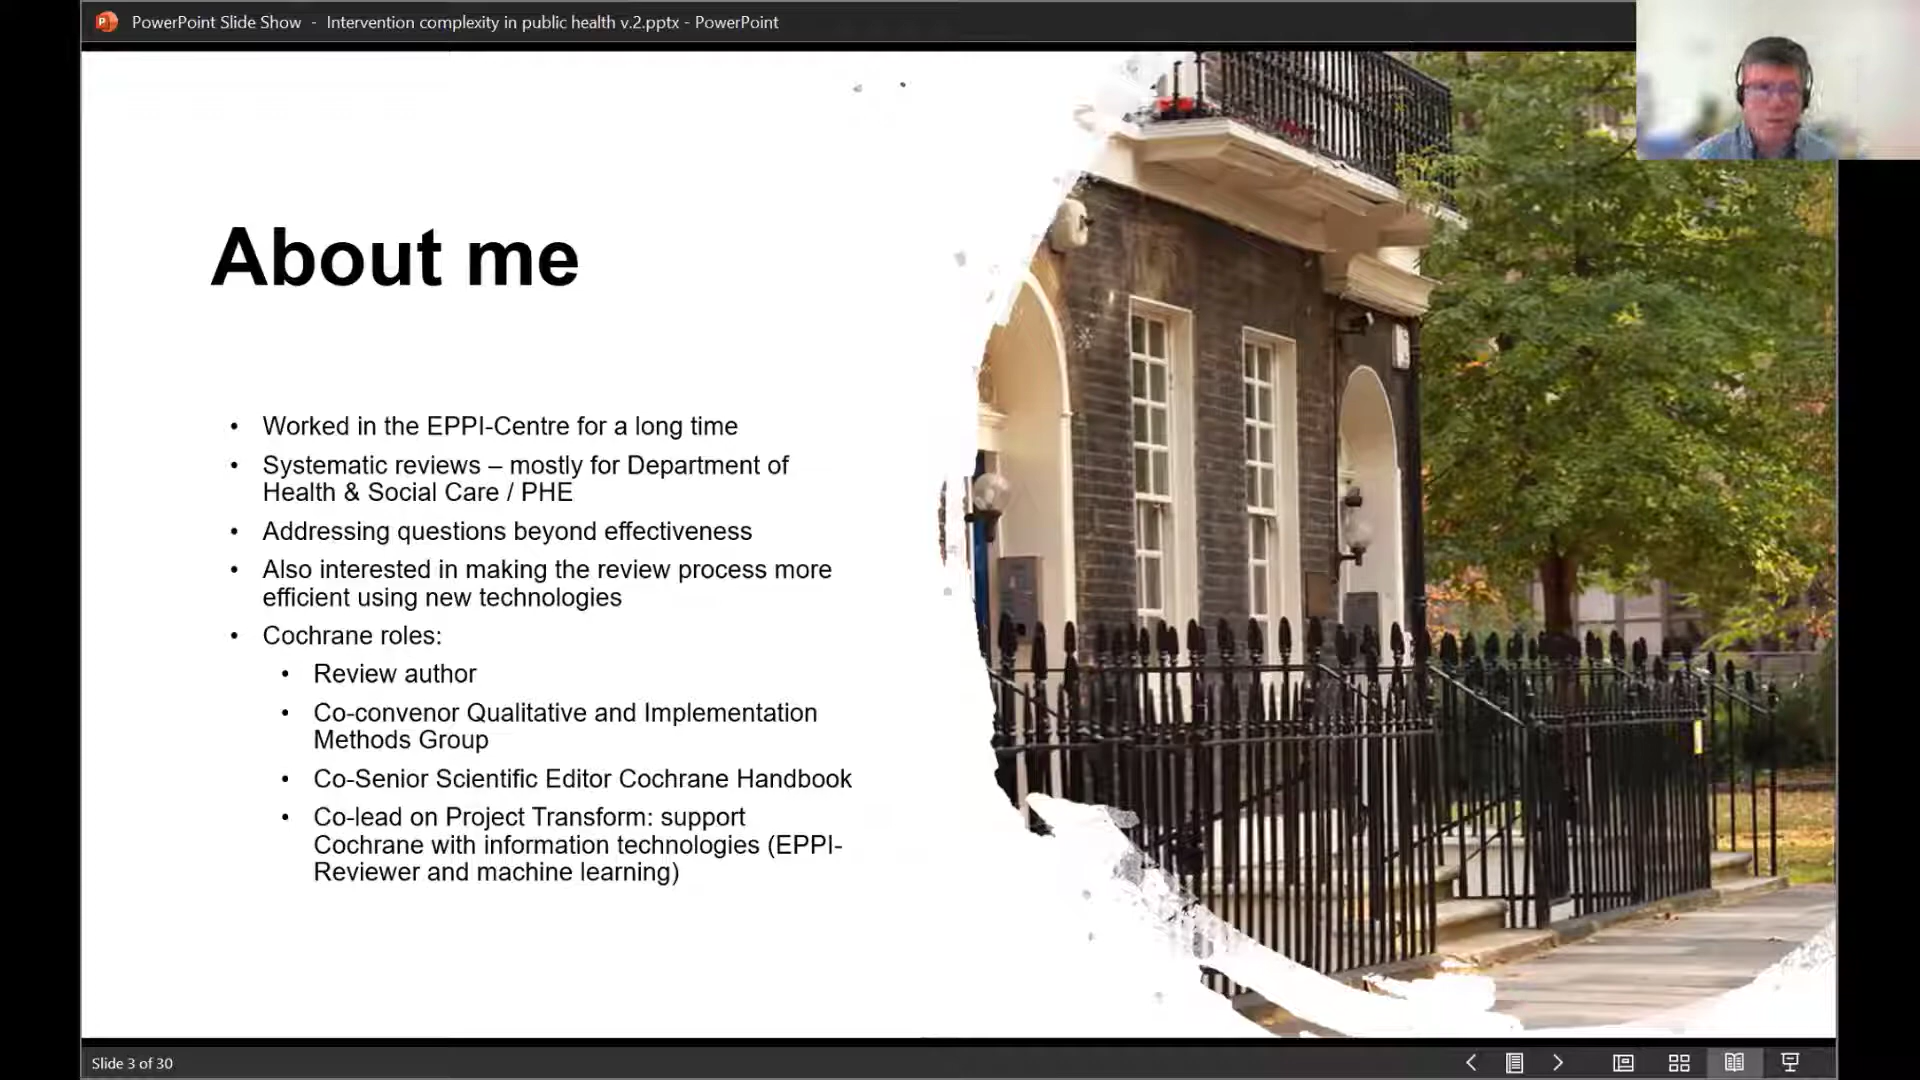 PowerPoint Slide Show - Intervention complexity in public health v.2.pptx - PowerPoint
About me
• Worked in the EPPI-Centre for a long time
• Systematic reviews – mostly for Department of
Health & Social Care / PHE
• Addressing questions beyond effectiveness
• Also interested in making the review process more
efficient using new technologies
• Cochrane roles:
• Review author
• Co-convenor Qualitative and Implementation
Methods Group
• Co-Senior Scientific Editor Cochrane Handbook
• Co-lead on Project Transform: support
Cochrane with information technologies (EPPI-
Reviewer and machine learning)
Slide 3 of 30